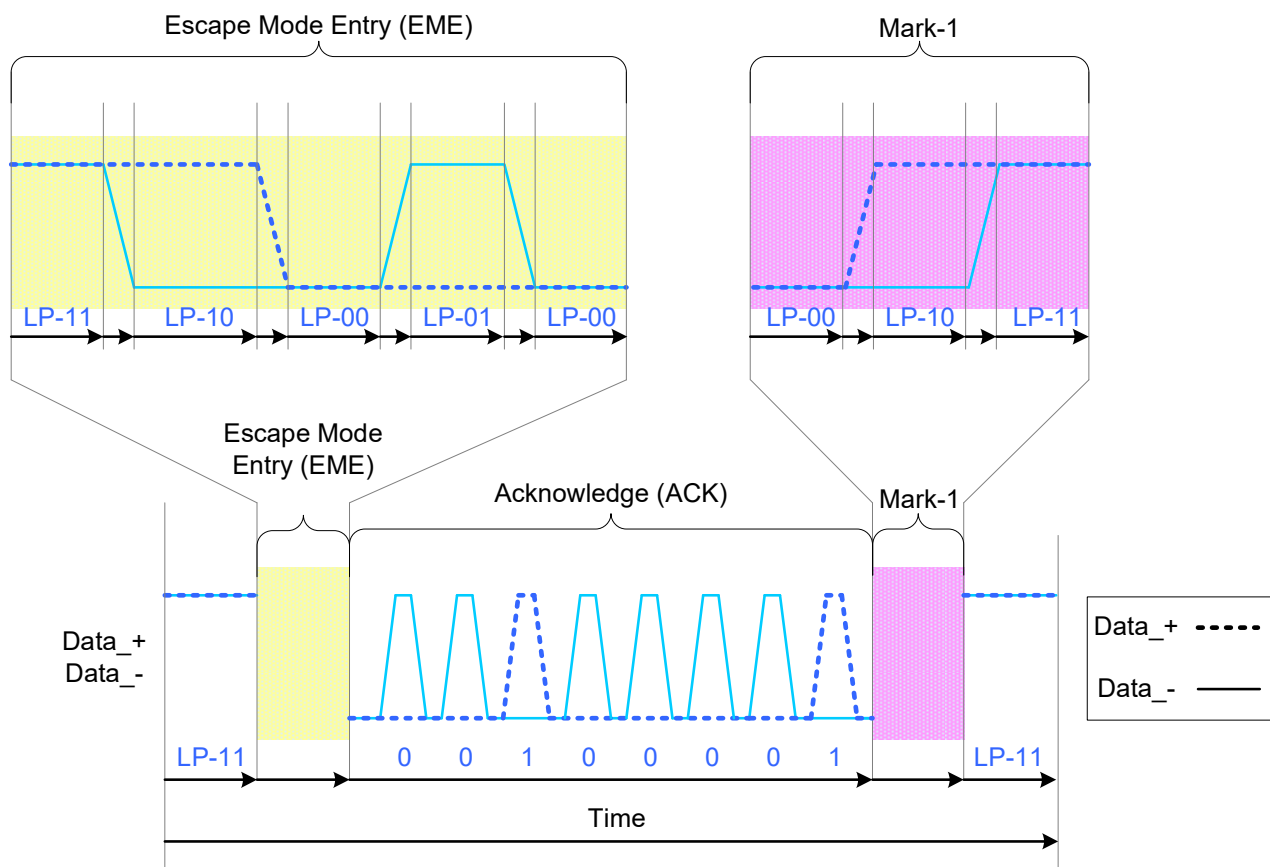 Escape Mode Entry (EME)
Mark-1
LP-11 LP-10 LP-00 LP-01 LP-00
LP-00 LP-10 LP-11
Escape Mode
Entry (EME)
Acknowledge (ACK)
Mark-1
Data_+
Data_-
LP-11 0 0 1 0 0 0 0 1 LP-11
Time
Data_+
Data_-